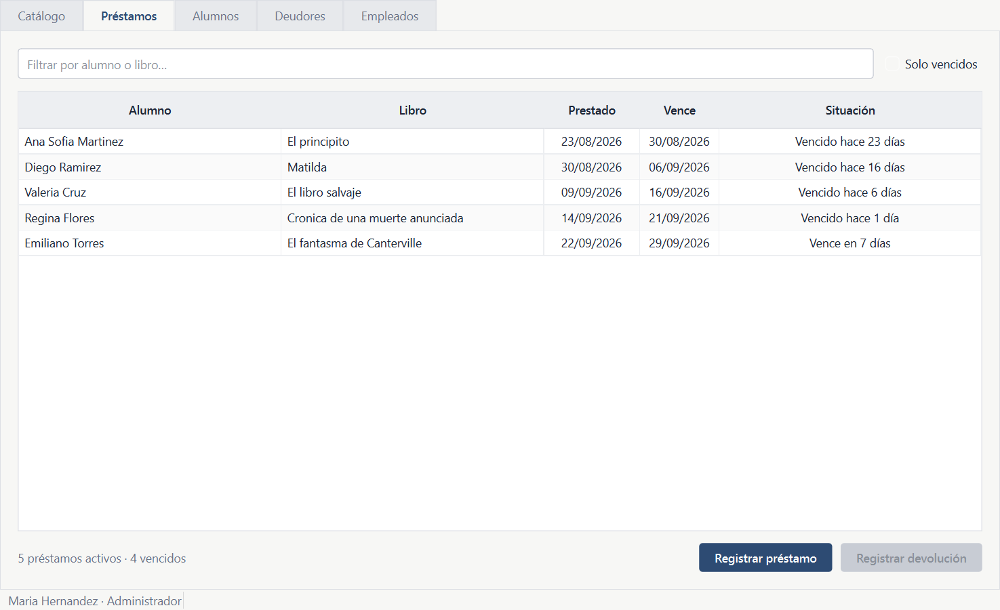 Catálogo Préstamos Alumnos Deudores Empleados
Filtrar por alumno o libro... Solo vencidos
Alumno Libro Prestado Vence Situación
Ana Sofia Martinez El principito 23/08/2026 30/08/2026 Vencido hace 23 días
Diego Ramirez Matilda 30/08/2026 06/09/2026 Vencido hace 16 días
Valeria Cruz El libro salvaje 09/09/2026 16/09/2026 Vencido hace 6 días
Regina Flores Cronica de una muerte anunciada 14/09/2026 21/09/2026 Vencido hace 1 día
Emiliano Torres El fantasma de Canterville 22/09/2026 29/09/2026 Vence en 7 días
5 préstamos activos · 4 vencidos Registrar préstamo Registrar devolución
Maria Hernandez · Administrador